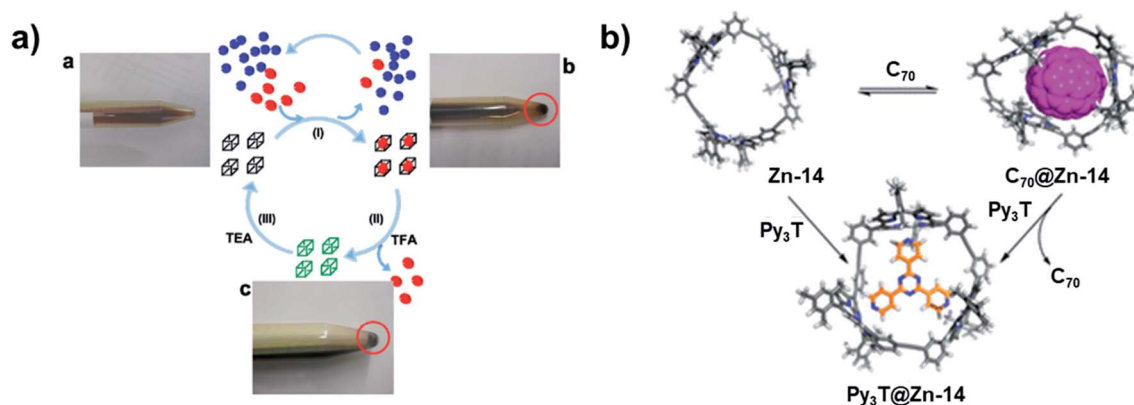 a)
a
b
(I)
(III)
(II)
TEA
TFA
c
b)
C₇₀
Zn-14
C₇₀@Zn-14
Py₃T
Py₃T
C₇₀
Py₃T@Zn-14